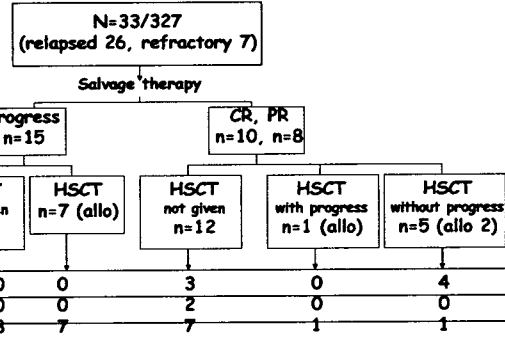 N=33/327
(relapsed 26, refractory 7)
Salvage therapy
rogress
n=15
CR, PR
n=10, n=8
HSCT
n=7 (allo)
HSCT
not given
n=12
HSCT
with progress
n=1 (allo)
HSCT
without progress
n=5 (allo 2)
0 3 0 4
0 2 0 0
7 7 1 1